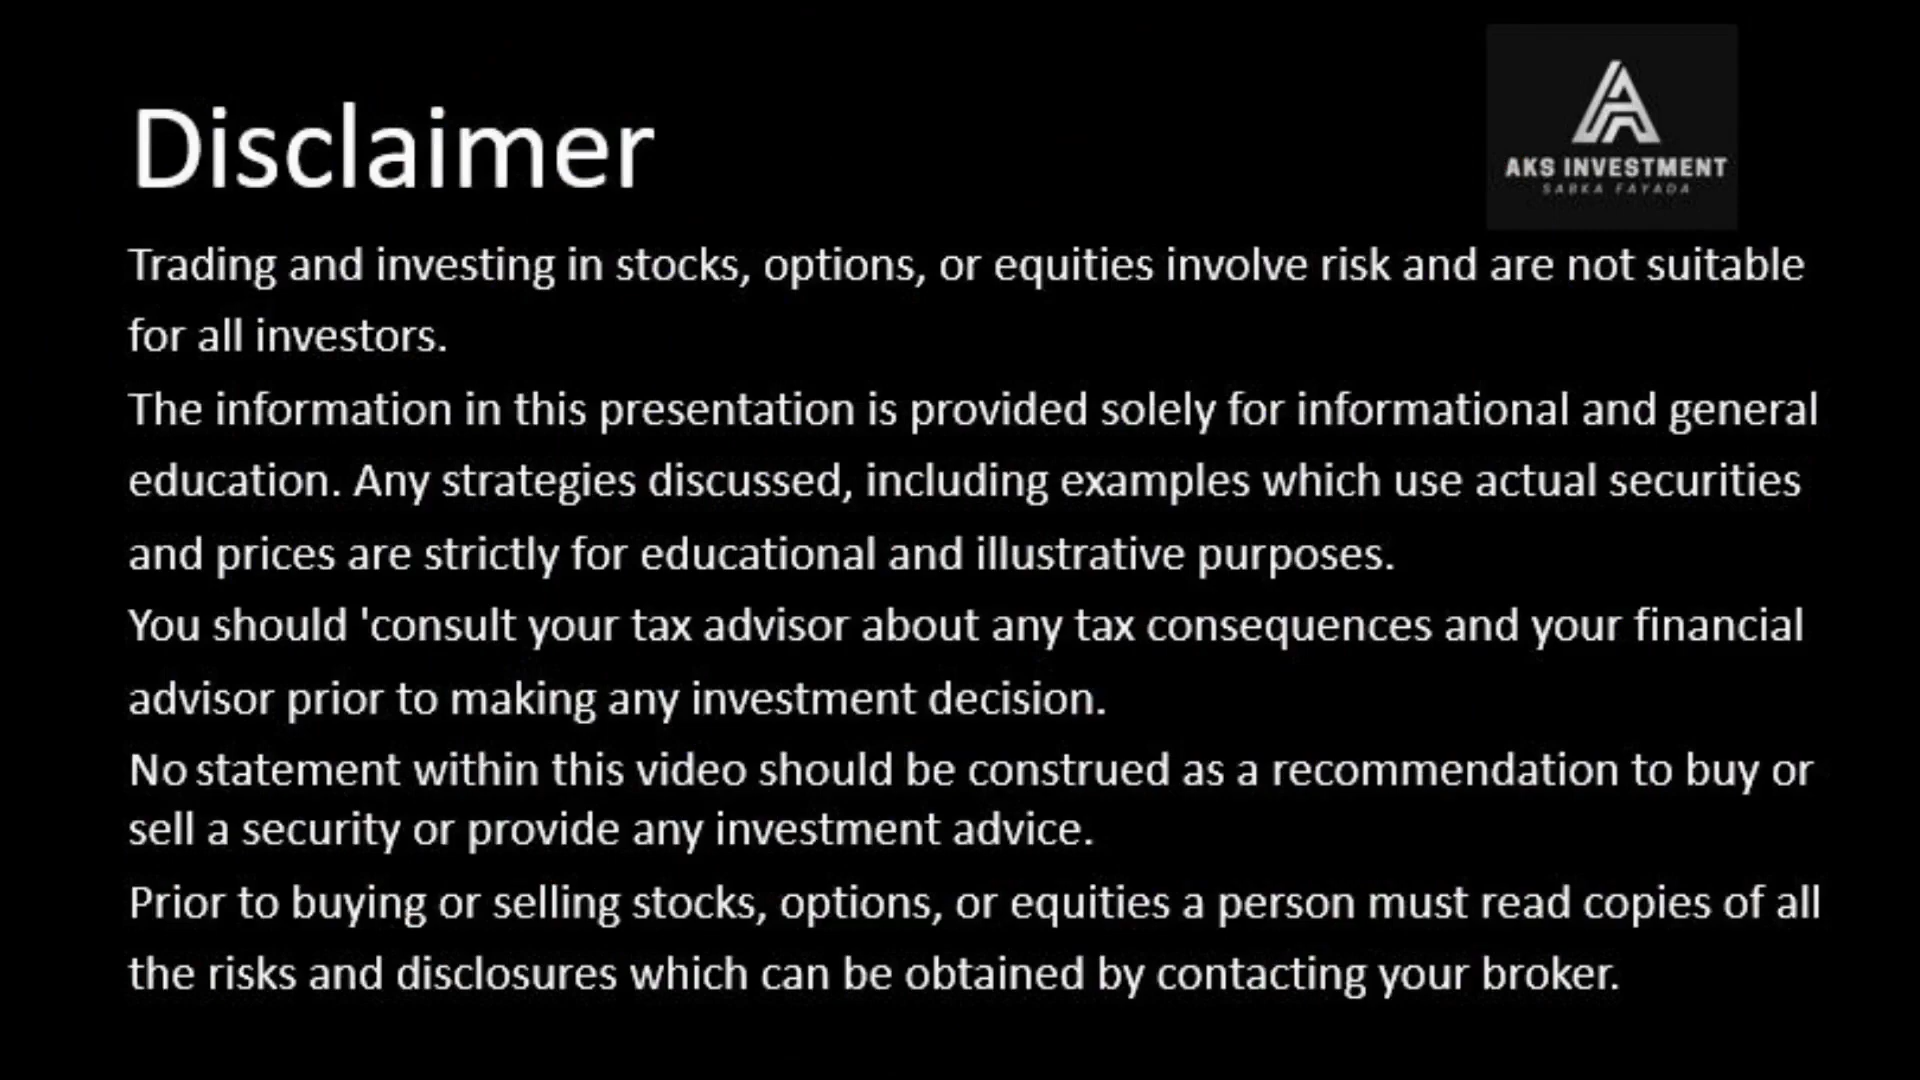 Disclaimer
AKS INVESTMENT
SABKA FAYADA
Trading and investing in stocks, options, or equities involve risk and are not suitable
for all investors.
The information in this presentation is provided solely for informational and general
education. Any strategies discussed, including examples which use actual securities
and prices are strictly for educational and illustrative purposes.
You should 'consult your tax advisor about any tax consequences and your financial
advisor prior to making any investment decision.
No statement within this video should be construed as a recommendation to buy or
sell a security or provide any investment advice.
Prior to buying or selling stocks, options, or equities a person must read copies of all
the risks and disclosures which can be obtained by contacting your broker.